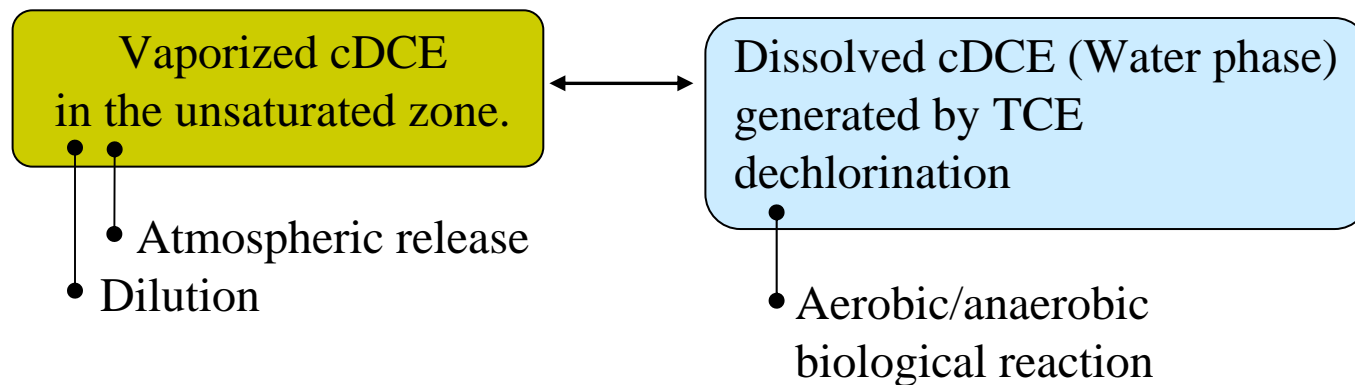 Vaporized cDCE
in the unsaturated zone.
Atmospheric release
Dilution
Dissolved cDCE (Water phase)
generated by TCE
dechlorination
Aerobic/anaerobic
biological reaction